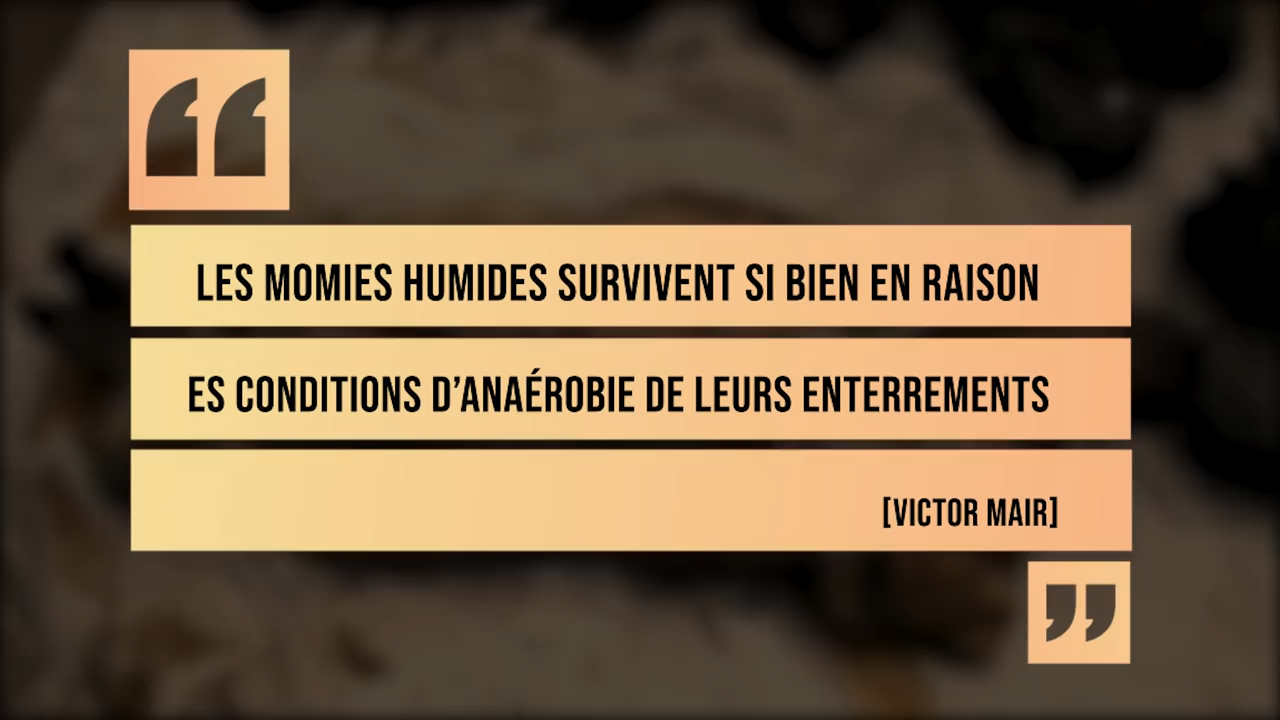 “
LES MOMIES HUMIDES SURVIVENT SI BIEN EN RAISON
ES CONDITIONS D’ANAÉROBIE DE LEURS ENTERREMENTS
[VICTOR MAIR]
”